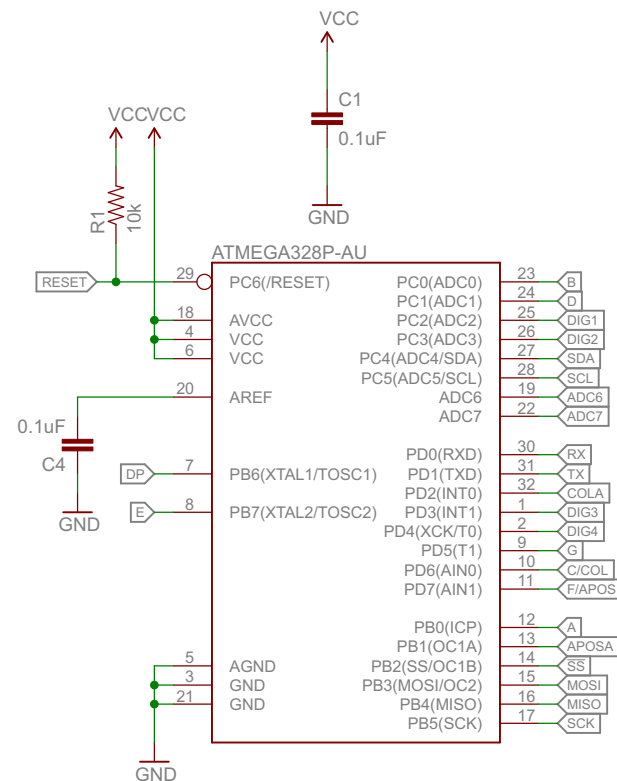 VCC
C1
0.1uF
GND
VCC VCC
R1
10k
ATMEGA328P-AU
RESET 29 PC6(/RESET)
18 AVCC
4 VCC
6 VCC
20 AREF
0.1uF
C4
GND
DP 7 PB6(XTAL1/TOSC1)
E 8 PB7(XTAL2/TOSC2)
5 AGND
3 GND
21 GND
GND
PC0(ADC0) 23 B
PC1(ADC1) 24 D
PC2(ADC2) 25 DIG1
PC3(ADC3) 26 DIG2
PC4(ADC4/SDA) 27 SDA
PC5(ADC5/SCL) 28 SCL
ADC6 19 ADC6
ADC7 22 ADC7
PD0(RXD) 30 RX
PD1(TXD) 31 TX
PD2(INT0) 32 COLA
PD3(INT1) 1 DIG3
PD4(XCK/T0) 2 DIG4
PD5(T1) 9 G
PD6(AIN0) 10 C/COL
PD7(AIN1) 11 F/APOS
PB0(ICP) 12 A
PB1(OC1A) 13 APOSA
PB2(SS/OC1B) 14 SS
PB3(MOSI/OC2) 15 MOSI
PB4(MISO) 16 MISO
PB5(SCK) 17 SCK